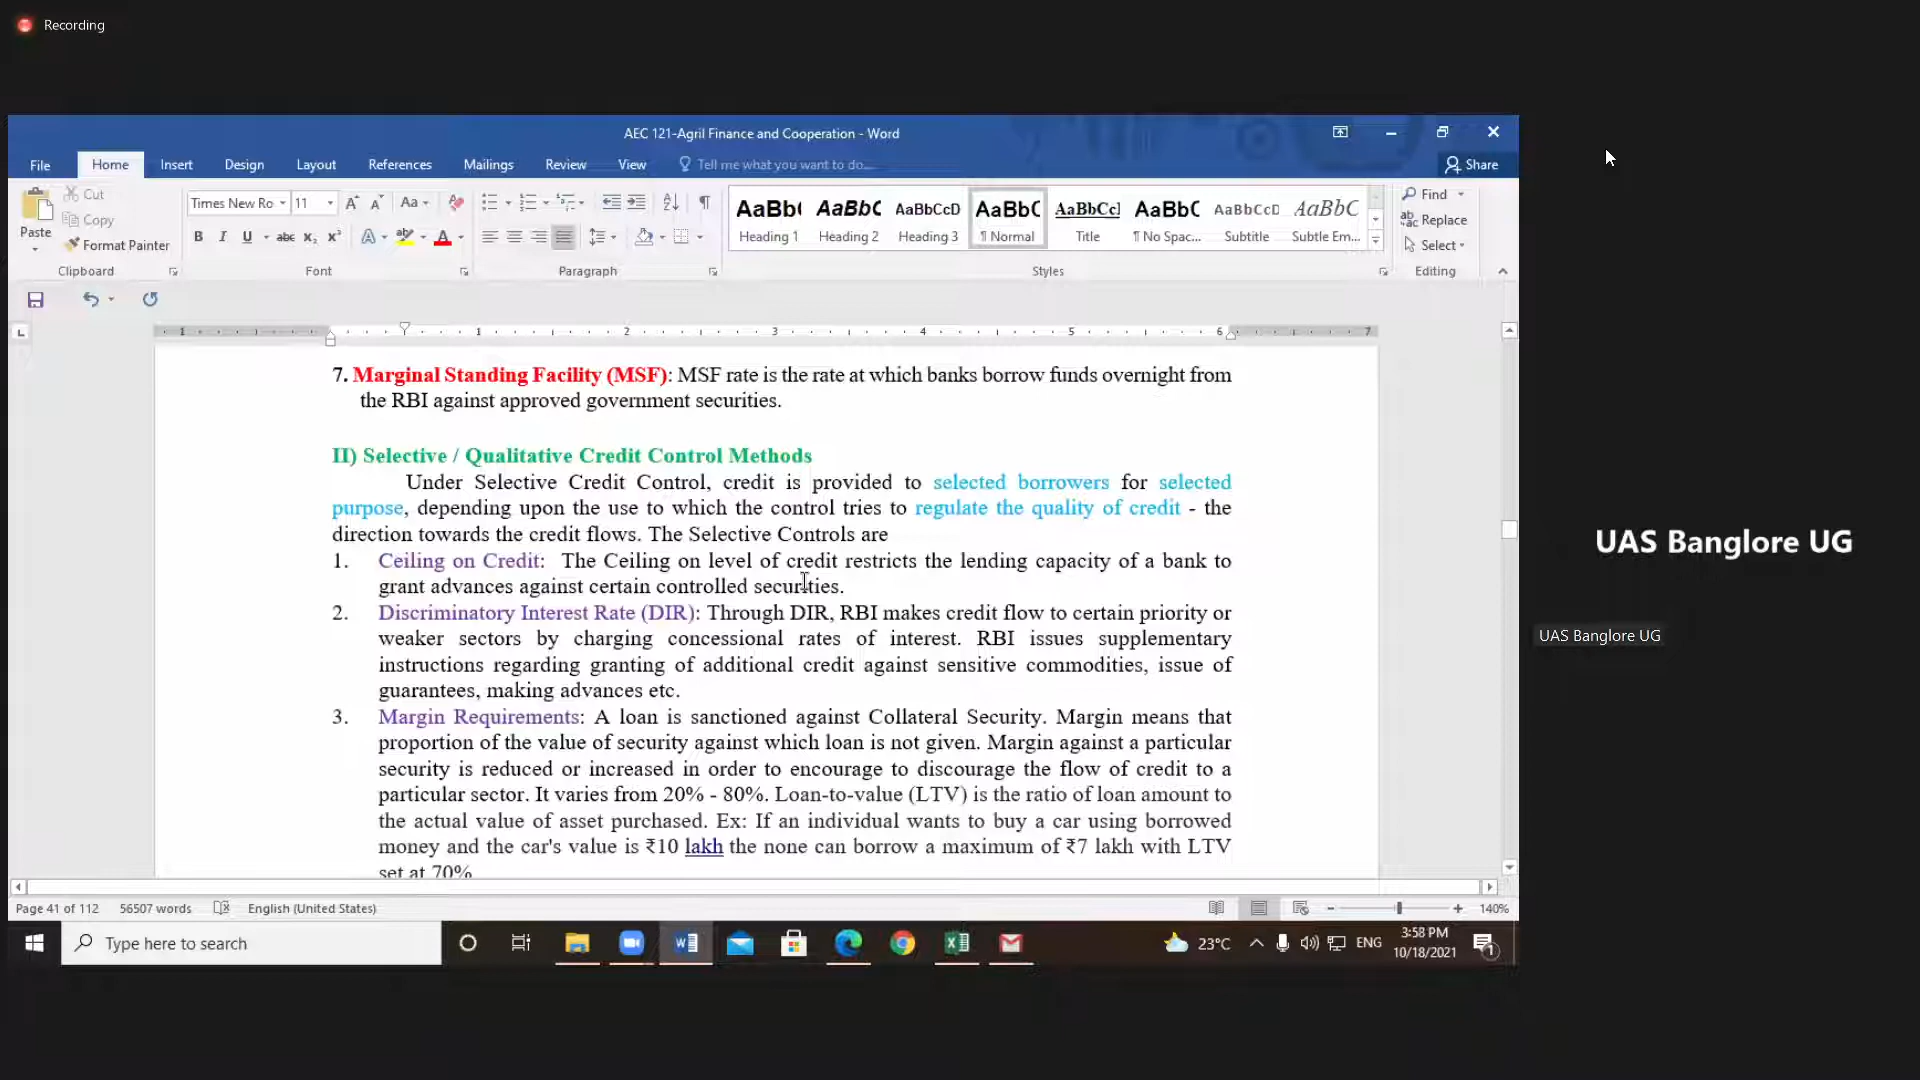 Recording
AEC 121-Agril Finance and Cooperation - Word
File Home Insert Design Layout References Mailings Review View Tell me what you want to do... Share
Paste Cut Copy Format Painter Clipboard
Times New Ro 11 Aa
B I U abc X₂ X² A A
Font
Paragraph
AaBbC AaBbC AaBbCcD AaBbC AaBbCc AaBbC AaBbCcD AaBbC
Heading 1 Heading 2 Heading 3 ¶ Normal Title ¶ No Spac... Subtitle Subtle Em...
Styles
Find
Replace
Select
Editing
1 1 2 3 4 5 6 7
7. Marginal Standing Facility (MSF): MSF rate is the rate at which banks borrow funds overnight from
the RBI against approved government securities.
II) Selective / Qualitative Credit Control Methods
Under Selective Credit Control, credit is provided to selected borrowers for selected
purpose, depending upon the use to which the control tries to regulate the quality of credit - the
direction towards the credit flows. The Selective Controls are
1. Ceiling on Credit: The Ceiling on level of credit restricts the lending capacity of a bank to
grant advances against certain controlled securities.
2. Discriminatory Interest Rate (DIR): Through DIR, RBI makes credit flow to certain priority or
weaker sectors by charging concessional rates of interest. RBI issues supplementary
instructions regarding granting of additional credit against sensitive commodities, issue of
guarantees, making advances etc.
3. Margin Requirements: A loan is sanctioned against Collateral Security. Margin means that
proportion of the value of security against which loan is not given. Margin against a particular
security is reduced or increased in order to encourage to discourage the flow of credit to a
particular sector. It varies from 20% - 80%. Loan-to-value (LTV) is the ratio of loan amount to
the actual value of asset purchased. Ex: If an individual wants to buy a car using borrowed
money and the car's value is ₹10 lakh the none can borrow a maximum of ₹7 lakh with LTV
set at 70%
Page 41 of 112 56507 words English (United States) 140%
Type here to search
23°C ENG 3:58 PM
10/18/2021 1
UAS Banglore UG
UAS Banglore UG